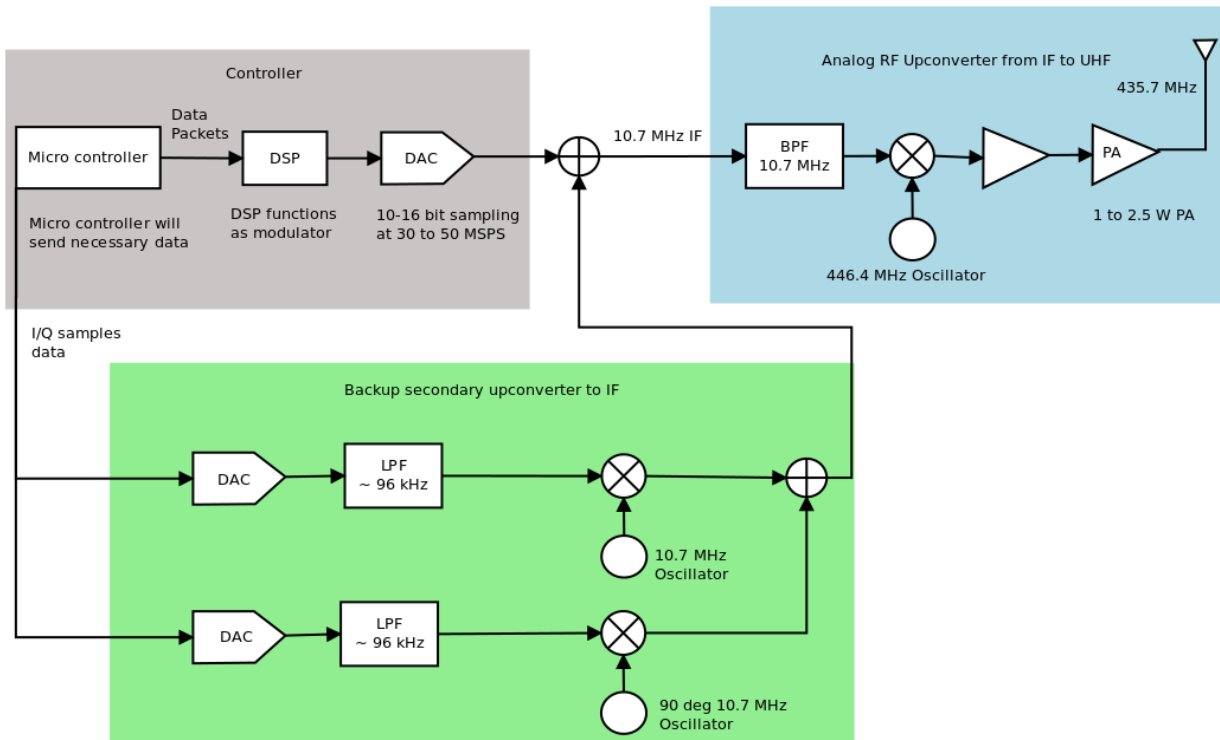 Controller
Data
Packets
Micro controller
DSP
DAC
Micro controller will
send necessary data
DSP functions
as modulator
10-16 bit sampling
at 30 to 50 MSPS
10.7 MHz IF
Analog RF Upconverter from IF to UHF
435.7 MHz
BPF
10.7 MHz
PA
1 to 2.5 W PA
446.4 MHz Oscillator
I/Q samples
data
Backup secondary upconverter to IF
DAC
LPF
~ 96 kHz
10.7 MHz
Oscillator
DAC
LPF
~ 96 kHz
90 deg 10.7 MHz
Oscillator